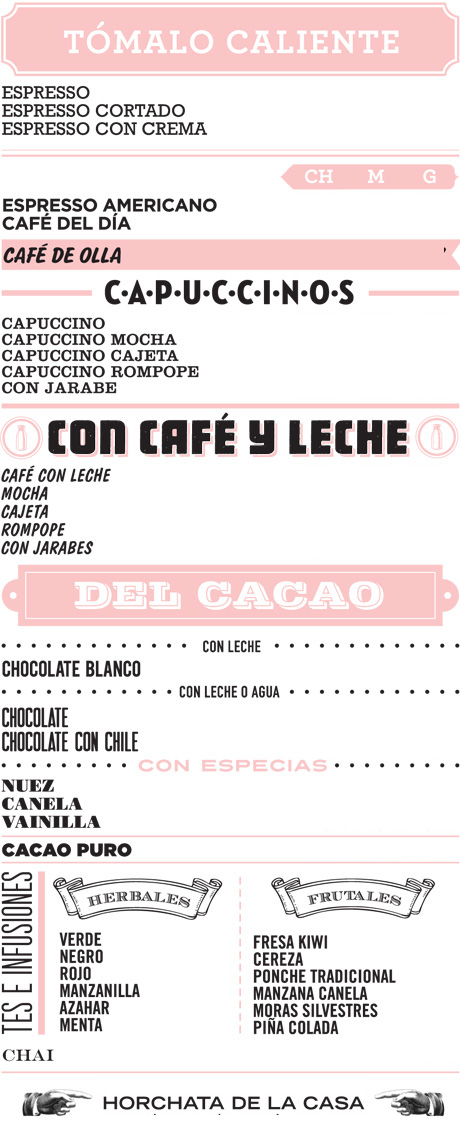 TÓMALO CALIENTE
ESPRESSO
ESPRESSO CORTADO
ESPRESSO CON CREMA
CH M G
ESPRESSO AMERICANO
CAFÉ DEL DÍA
CAFÉ DE OLLA
C·A·P·U·C·C·I·N·O·S
CAPUCCINO
CAPUCCINO MOCHA
CAPUCCINO CAJETA
CAPUCCINO ROMPOPE
CON JARABE
CON CAFÉ Y LECHE
CAFÉ CON LECHE
MOCHA
CAJETA
ROMPOPE
CON JARABES
DEL CACAO
CON LECHE
CHOCOLATE BLANCO
CON LECHE O AGUA
CHOCOLATE
CHOCOLATE CON CHILE
CON ESPECIAS
NUEZ
CANELA
VAINILLA
CACAO PURO
TES E INFUSIONES
HERBALES
VERDE
NEGRO
ROJO
MANZANILLA
AZAHAR
MENTA
FRUTALES
FRESA KIWI
CEREZA
PONCHE TRADICIONAL
MANZANA CANELA
MORAS SILVESTRES
PIÑA COLADA
CHAI
HORCHATA DE LA CASA